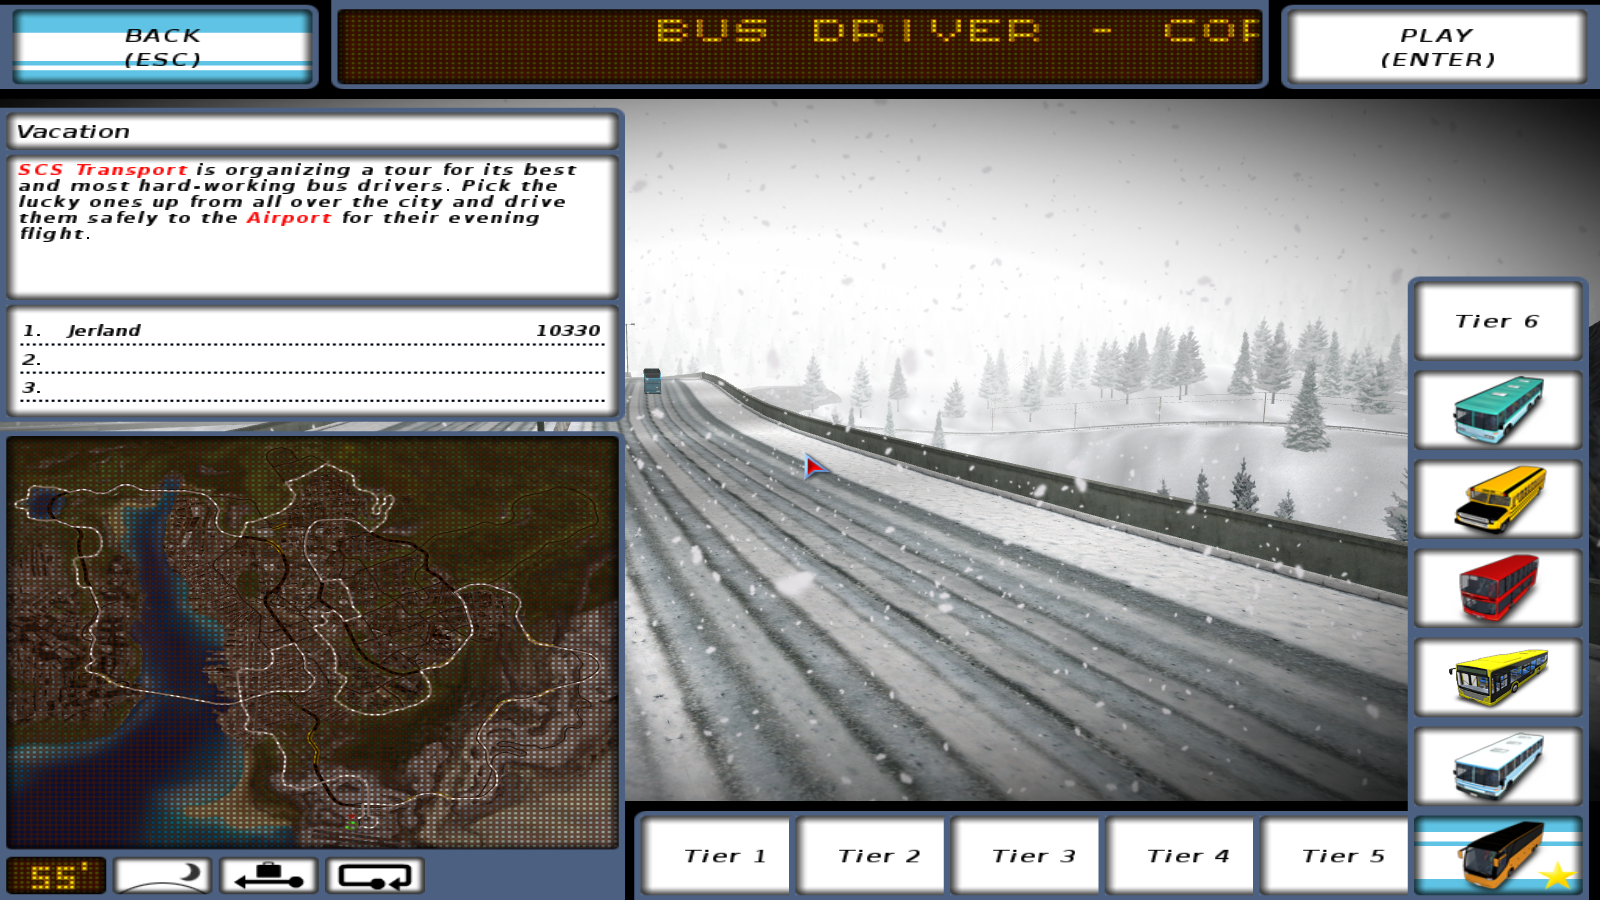 BACK
(ESC)
BUS DRIVER - COP
PLAY
(ENTER)
Vacation
SCS Transport is organizing a tour for its best
and most hard-working bus drivers. Pick the
lucky ones up from all over the city and drive
them safely to the Airport for their evening
flight.
1. Jerland 10330
2.
3.
Tier 6
55'
Tier 1
Tier 2
Tier 3
Tier 4
Tier 5